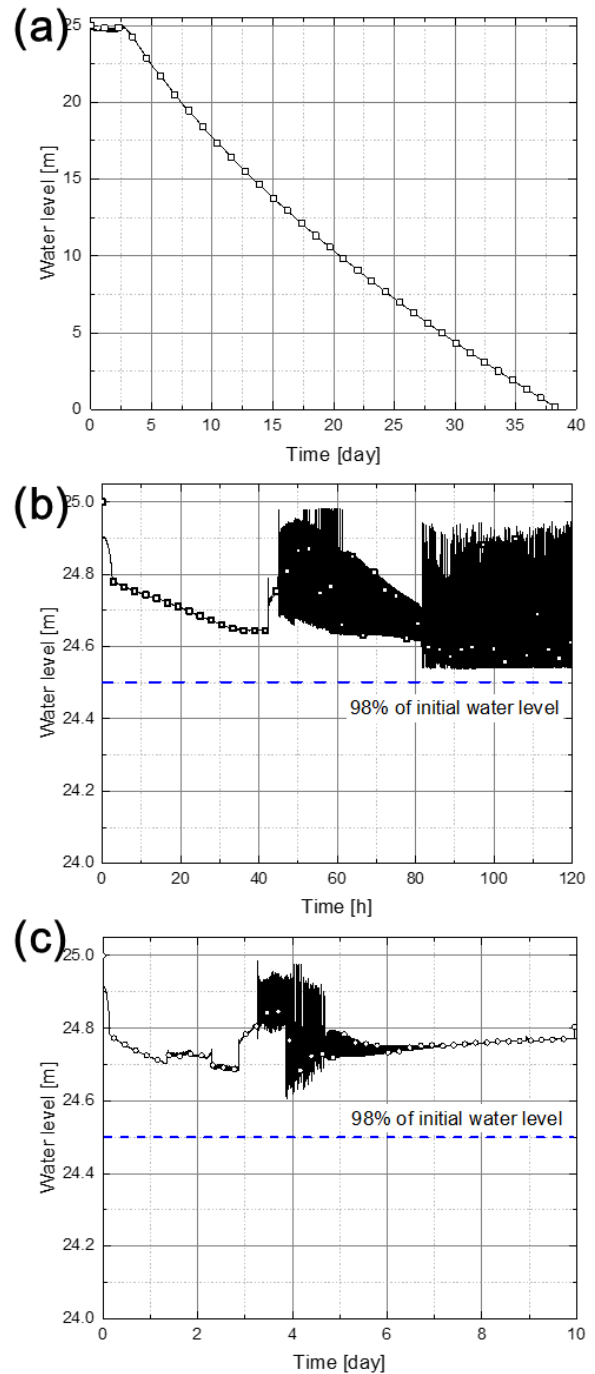 (a)
25
20
15
10
5
0
Water level [m]
0 5 10 15 20 25 30 35 40
Time [day]
(b)
25.0
24.8
24.6
24.4
24.2
24.0
Water level [m]
98% of initial water level
0 20 40 60 80 100 120
Time [h]
(c)
25.0
24.8
24.6
24.4
24.2
24.0
Water level [m]
98% of initial water level
0 2 4 6 8 10
Time [day]